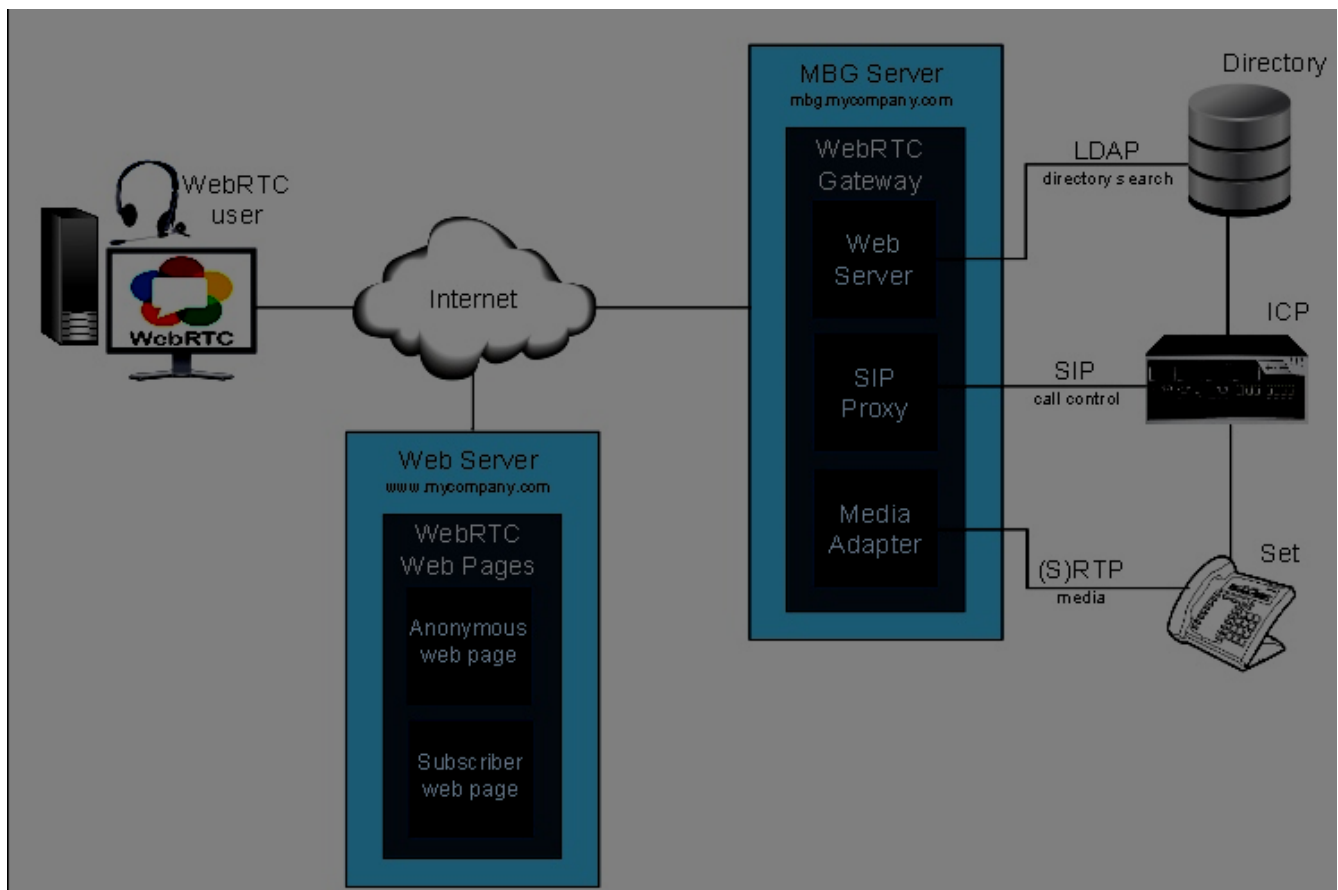 MBG Server
mbg.mycompany.com
WebRTC
Gateway
Web
Server
SIP
Proxy
Media
Adapter
Directory
LDAP
directory search
ICP
SIP
call control
Set
(S)RTP
media
WebRTC
user
WebRTC
Internet
Web Server
www.mycompany.com
WebRTC
Web Pages
Anonymous
web page
Subscriber
web page